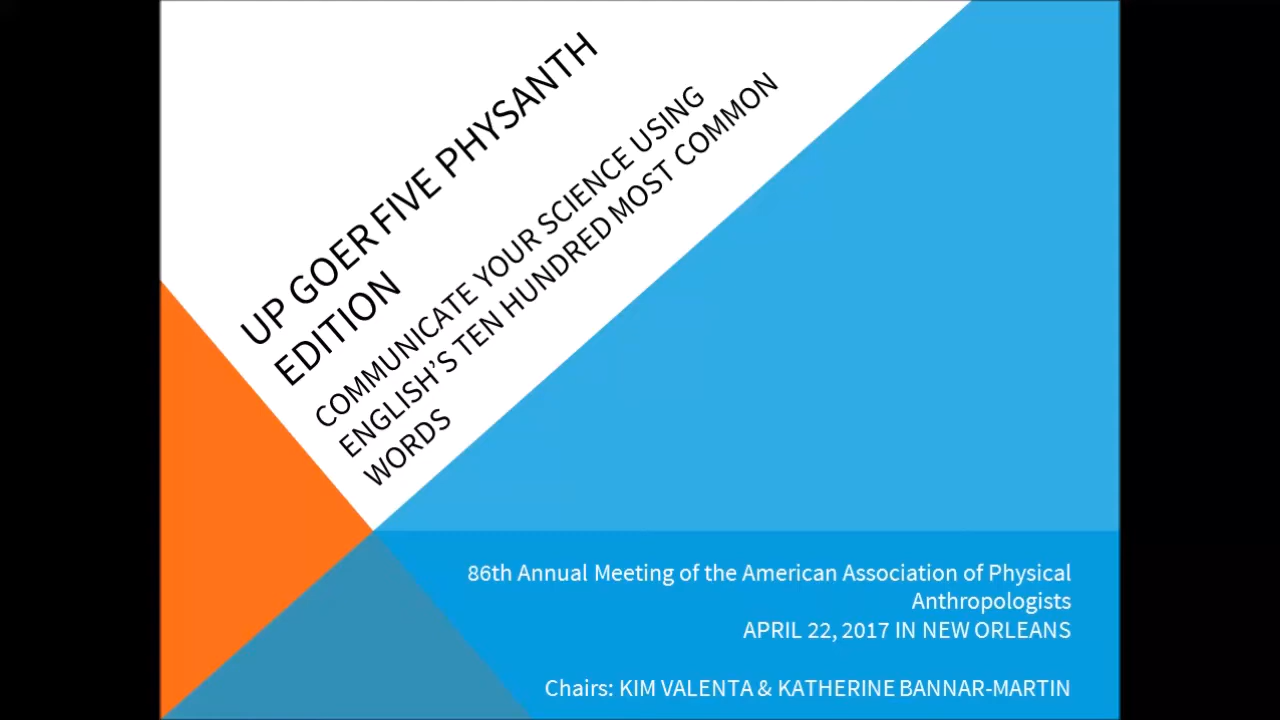 UP GOER FIVE PHYSANTH
EDITION
COMMUNICATE YOUR SCIENCE USING
ENGLISH’S TEN HUNDRED MOST COMMON
WORDS
86th Annual Meeting of the American Association of Physical
Anthropologists
APRIL 22, 2017 IN NEW ORLEANS
Chairs: KIM VALENTA & KATHERINE BANNAR-MARTIN